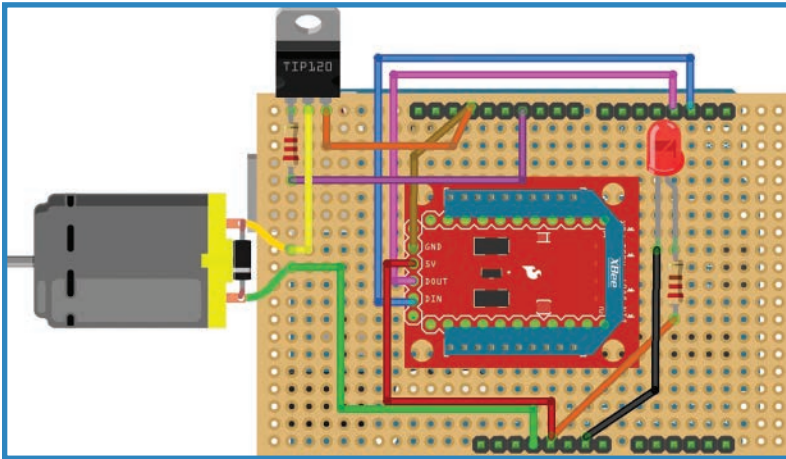 TIP120
GND
5V
DOUT
DIN
XBee